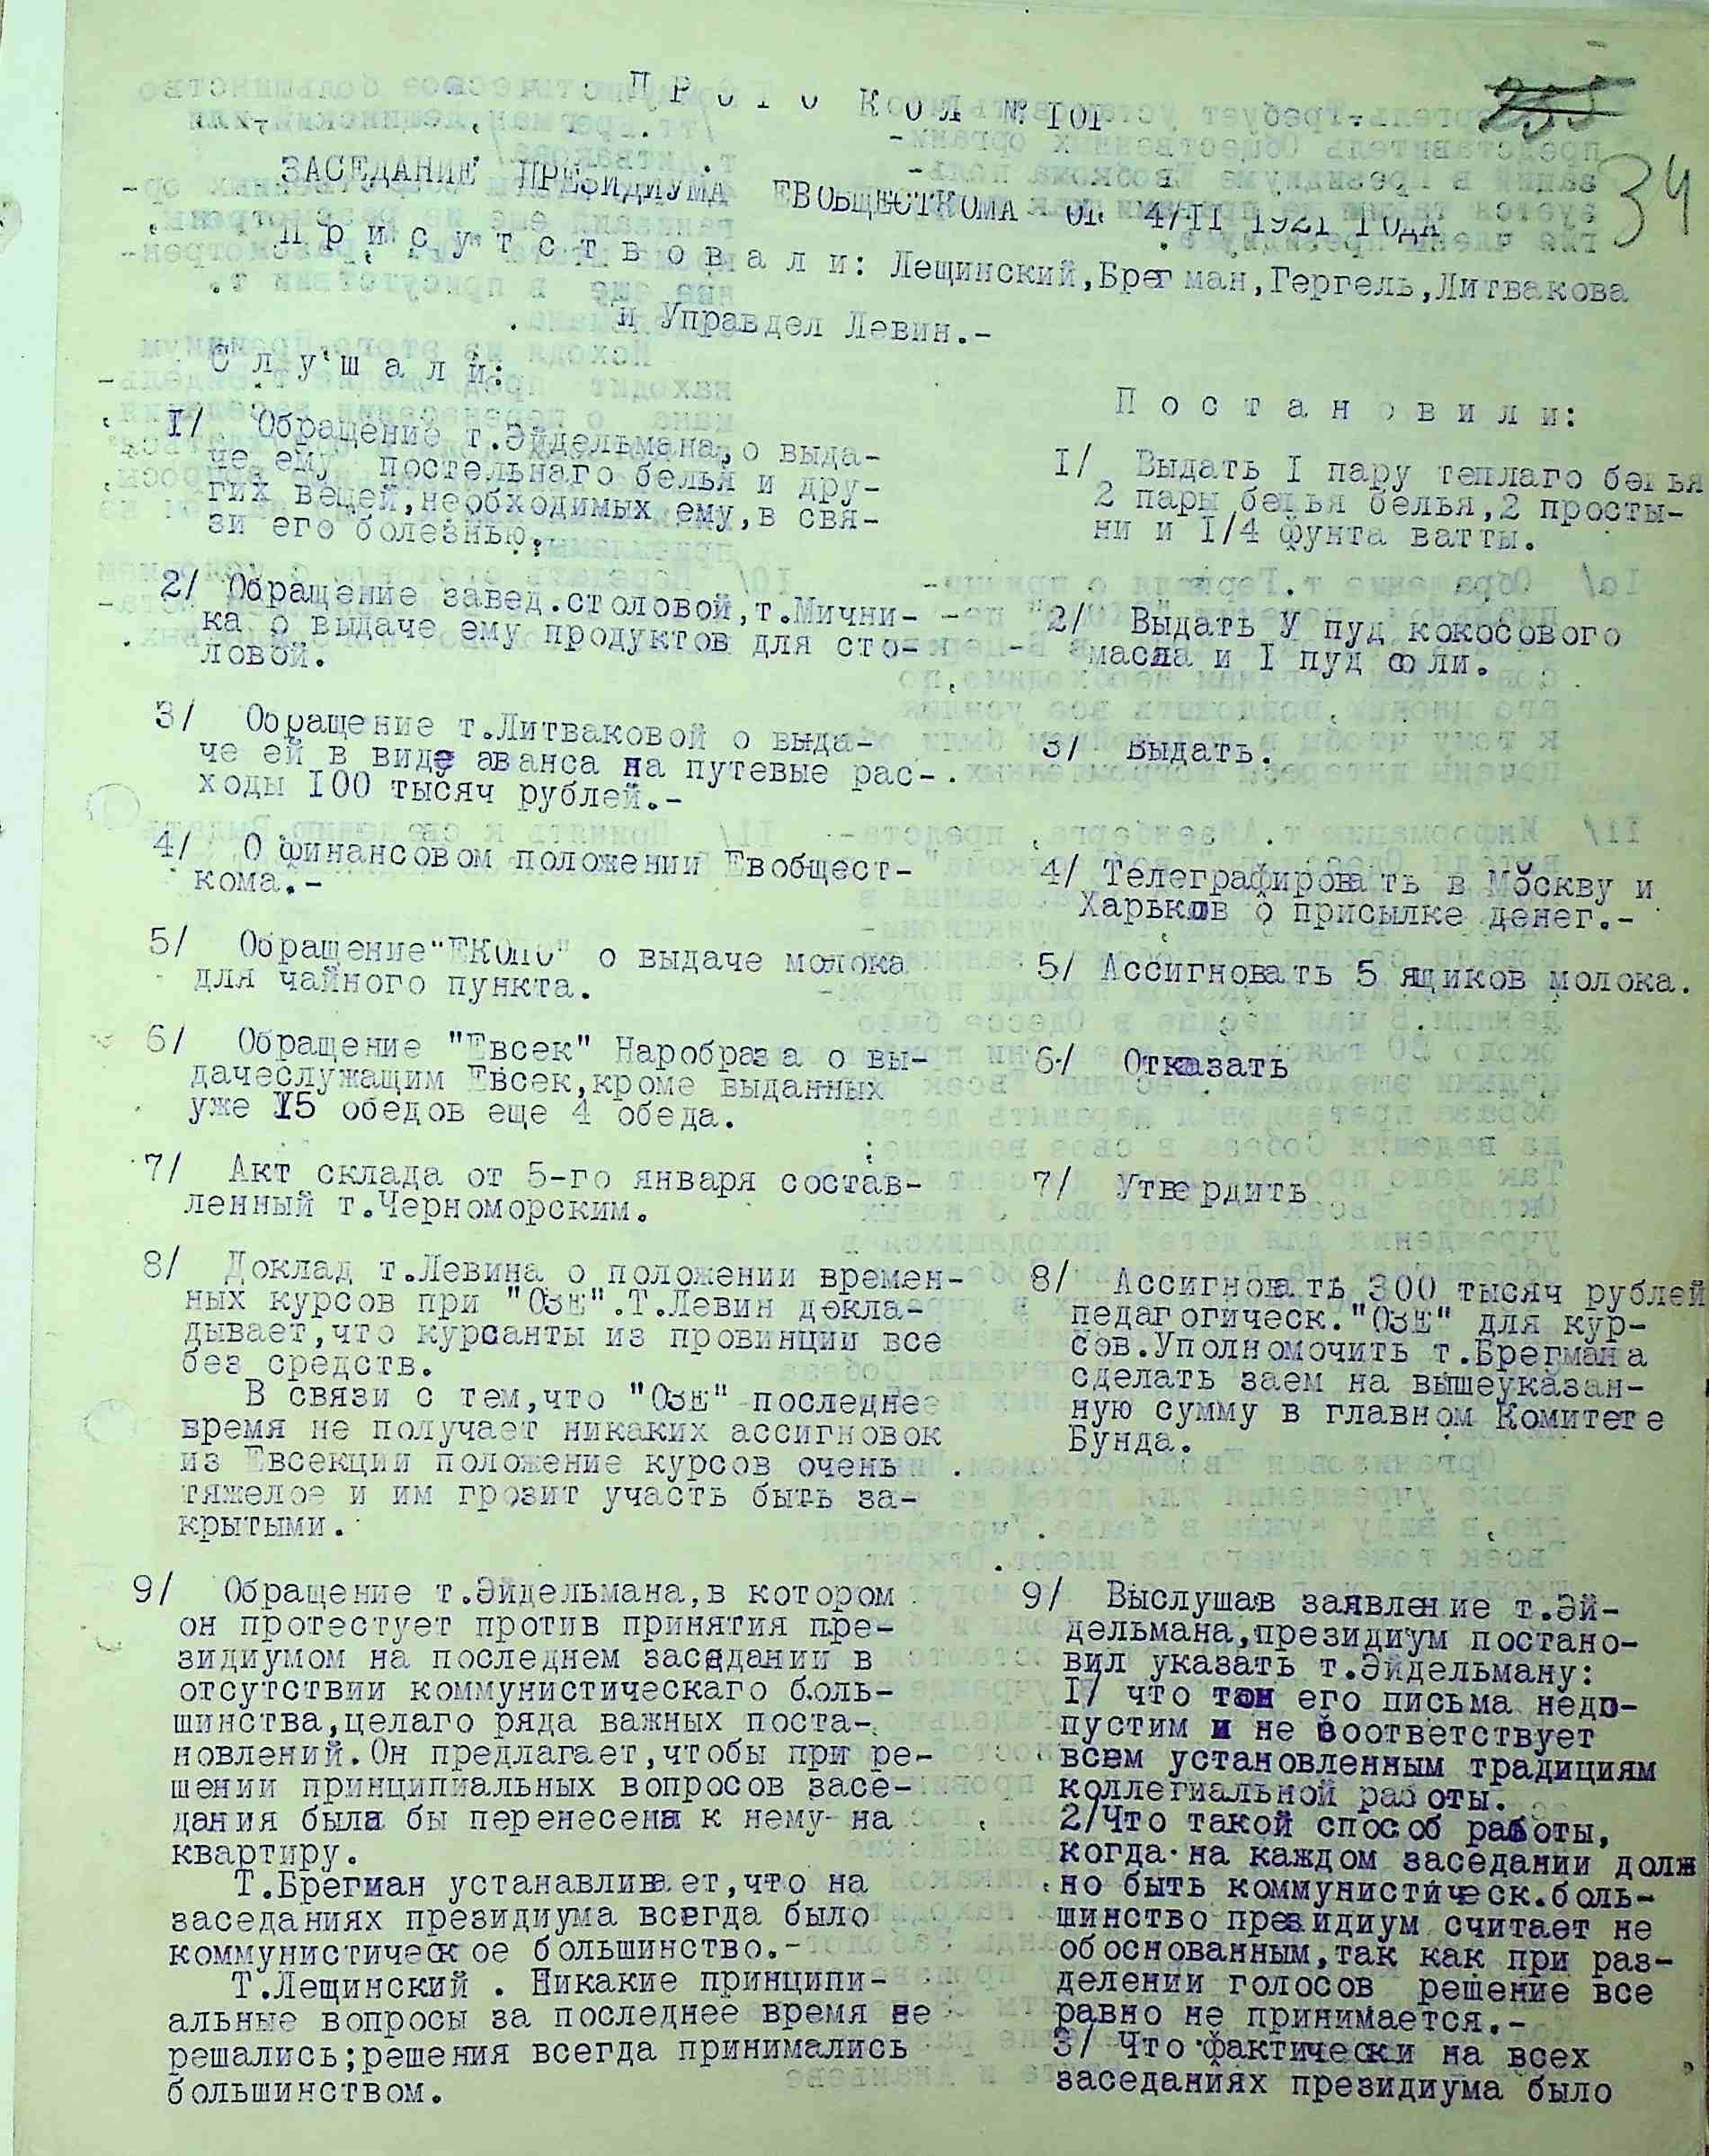 П р о т о к о л № 101
255
34
ЗАСЕДАНИЕ ПРЕЗИДИУМА ЕВОБЩЕСТКОМА от 4/II 1921 года
П р и с у т с т в о в а л и: Лещинский,Брегман,Гергель,Литвакова
и Управдел Левин.-
С л у ш а л и:
I/ Обращение т.Эйдельмана,о выда-
че ему постельнаго белья и дру-
гих вещей,необходимых ему,в свя-
зи его болезнью.
2/ Обращение завед.столовой,т.Мични-
ка о выдаче ему продуктов для сто-
ловой.
3/ Обращение т.Литваковой о выда-
че ей в виде аванса на путевые рас-
ходы I00 тысяч рублей.-
4/ О финансовом положении Евобщест-
кома.-
5/ Обращение"ЕКОПО" о выдаче молока
для чайного пункта.
6/ Обращение "Евсек" Наробраза о вы-
дачеслужащим Евсек,кроме выданных
уже I5 обедов еще 4 обеда.
7/ Акт склада от 5-го января состав-
ленный т.Черноморским.
8/ Доклад т.Левина о положении времен-
ных курсов при "ОЗЕ".Т.Левин докла-
дывает,что курсанты из провинции все
без средств.
В связи с тем,что "ОЗЕ" последнее
время не получает никаких ассигновок
из Евсекции положение курсов очень
тяжелое и им грозит участь быть за-
крытыми.
9/ Обращение т.Эйдельмана,в котором
он протестует против принятия пре-
зидиумом на последнем заседании в
отсутствии коммунистическаго боль-
шинства,целаго ряда важных поста-
новлений.Он предлагает,чтобы при ре-
шении принципиальных вопросов засе-
дания была бы перенесена к нему на
квартиру.
Т.Брегман устанавливает,что на
заседаниях президиума всегда было
коммунистическое большинство.-
Т.Лещинский . Никакие принципи-
альные вопросы за последнее время не
решались;решения всегда принимались
большинством.
П о с т а н о в и л и:
I/ Выдать I пару теплаго белья
2 пары белья белья,2 просты-
ни и I/4 фунта ватты.
2/ Выдать У пуд кокосового
масла и I пуд соли.
3/ Выдать.
4/ Телеграфировать в Москву и
Харьков о присылке денег.-
5/ Ассигновать 5 ящиков молока.
6/ Отказать
7/ Утвердить
8/ Ассигновать 300 тысяч рублей
педагогическ."ОЗЕ" для кур-
сов.Уполномочить т.Брегмана
сделать заем на вышеуказан-
ную сумму в главном Комитете
Бунда.
9/ Выслушав заявление т.Эй-
дельмана,президиум постано-
вил указать т.Эйдельману:
I/ что тон его письма недо-
пустим и не соответствует
всем установленным традициям
коллегиальной работы.
2/Что такой способ работы,
когда на каждом заседании долж
но быть коммунистическ.боль-
шинство президиум считает не
обоснованным,так как при раз-
делении голосов решение все
равно не принимается.-
3/ Что фактически на всех
заседаниях президиума было